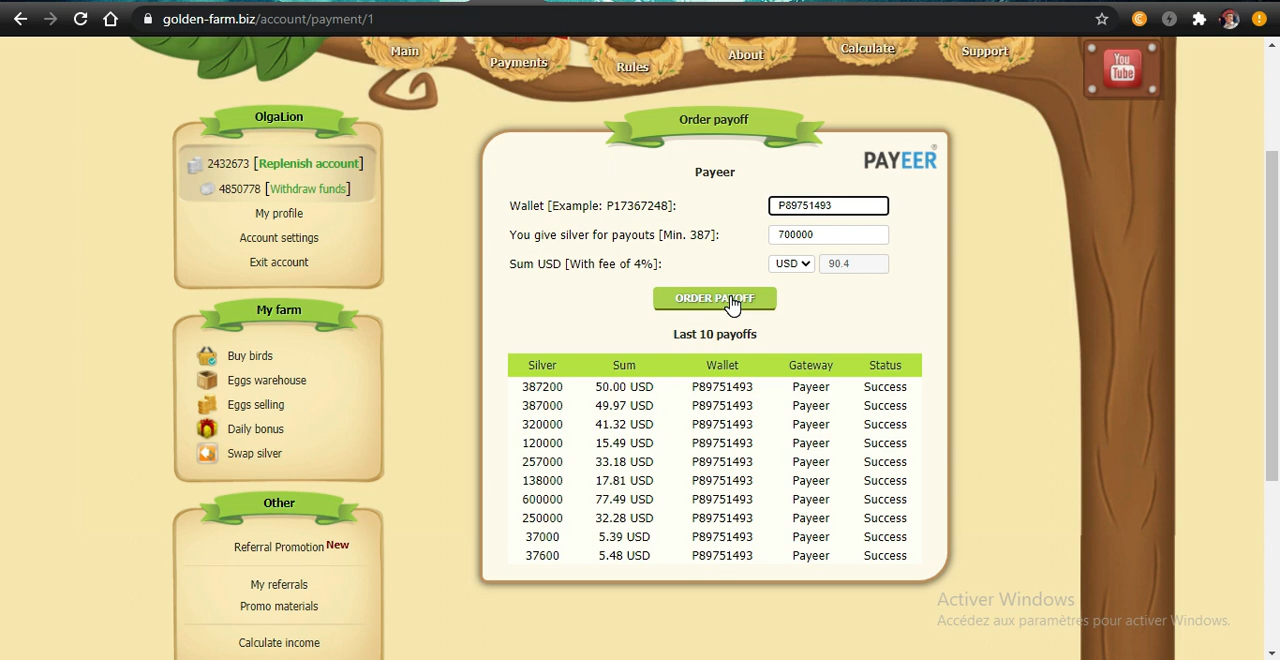 golden-farm.biz/account/payment/1
Main
Payments
Rules
About
Calculate
Support
You
Tube
OlgaLion
2432673 [Replenish account]
4850778 [Withdraw funds]
My profile
Account settings
Exit account
My farm
Buy birds
Eggs warehouse
Eggs selling
Daily bonus
Swap silver
Other
Referral Promotion New
My referrals
Promo materials
Calculate income
Order payoff
PAYEER®
Payeer
Wallet [Example: P17367248]: P89751493
You give silver for payouts [Min. 387]: 700000
Sum USD [With fee of 4%]: USD 90.4
ORDER PAYOFF
Last 10 payoffs
Silver Sum Wallet Gateway Status
387200 50.00 USD P89751493 Payeer Success
387000 49.97 USD P89751493 Payeer Success
320000 41.32 USD P89751493 Payeer Success
120000 15.49 USD P89751493 Payeer Success
257000 33.18 USD P89751493 Payeer Success
138000 17.81 USD P89751493 Payeer Success
600000 77.49 USD P89751493 Payeer Success
250000 32.28 USD P89751493 Payeer Success
37000 5.39 USD P89751493 Payeer Success
37600 5.48 USD P89751493 Payeer Success
Activer Windows
Accédez aux paramètres pour activer Windows.